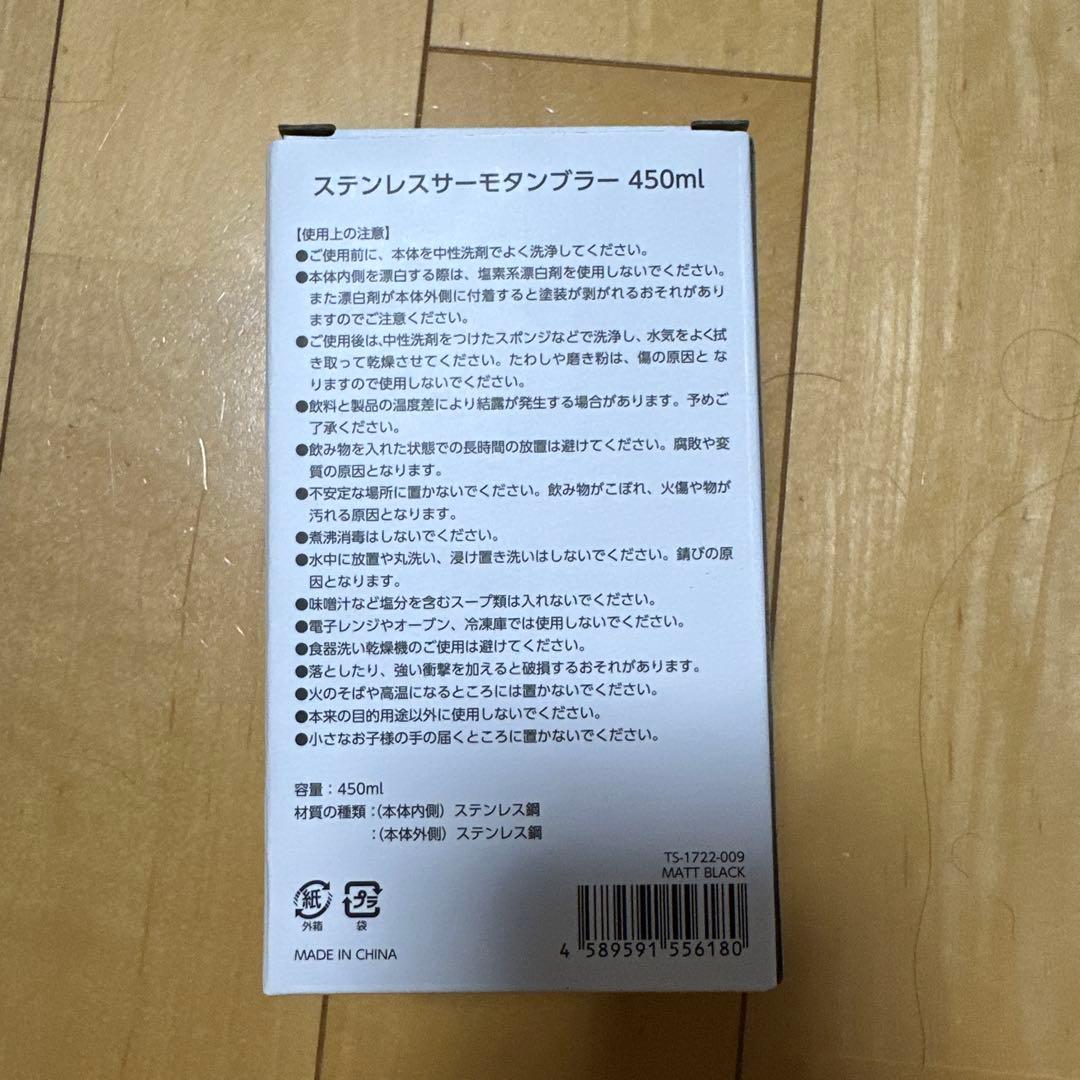 ステンレスサーモタンブラー 450ml
【使用上の注意】
●ご使用前に、本体を中性洗剤でよく洗浄してください。
●本体内側を漂白する際は、塩素系漂白剤を使用しないでください。
また漂白剤が本体外側に付着すると塗装が剥がれるおそれがあり
ますのでご注意ください。
●ご使用後は、中性洗剤をつけたスポンジなどで洗浄し、水気をよく拭
き取って乾燥させてください。たわしや磨き粉は、傷の原因と な
りますので使用しないでください。
●飲料と製品の温度差により結露が発生する場合があります。予めご
了承ください。
●飲み物を入れた状態での長時間の放置は避けてください。腐敗や変
質の原因となります。
●不安定な場所に置かないでください。飲み物がこぼれ、火傷や物が
汚れる原因となります。
●煮沸消毒はしないでください。
●水中に放置や丸洗い、浸け置き洗いはしないでください。錆びの原
因となります。
●味噌汁など塩分を含むスープ類は入れないでください。
●電子レンジやオーブン、冷凍庫では使用しないでください。
●食器洗い乾燥機のご使用は避けてください。
●落としたり、強い衝撃を加えると破損するおそれがあります。
●火のそばや高温になるところには置かないでください。
●本来の目的用途以外に使用しないでください。
●小さなお子様の手の届くところに置かないでください。
容量：450ml
材質の種類：（本体内側）ステンレス鋼
：（本体外側）ステンレス鋼
TS-1722-009
MATT BLACK
紙 プラ
外箱 袋
MADE IN CHINA
4 589591 556180